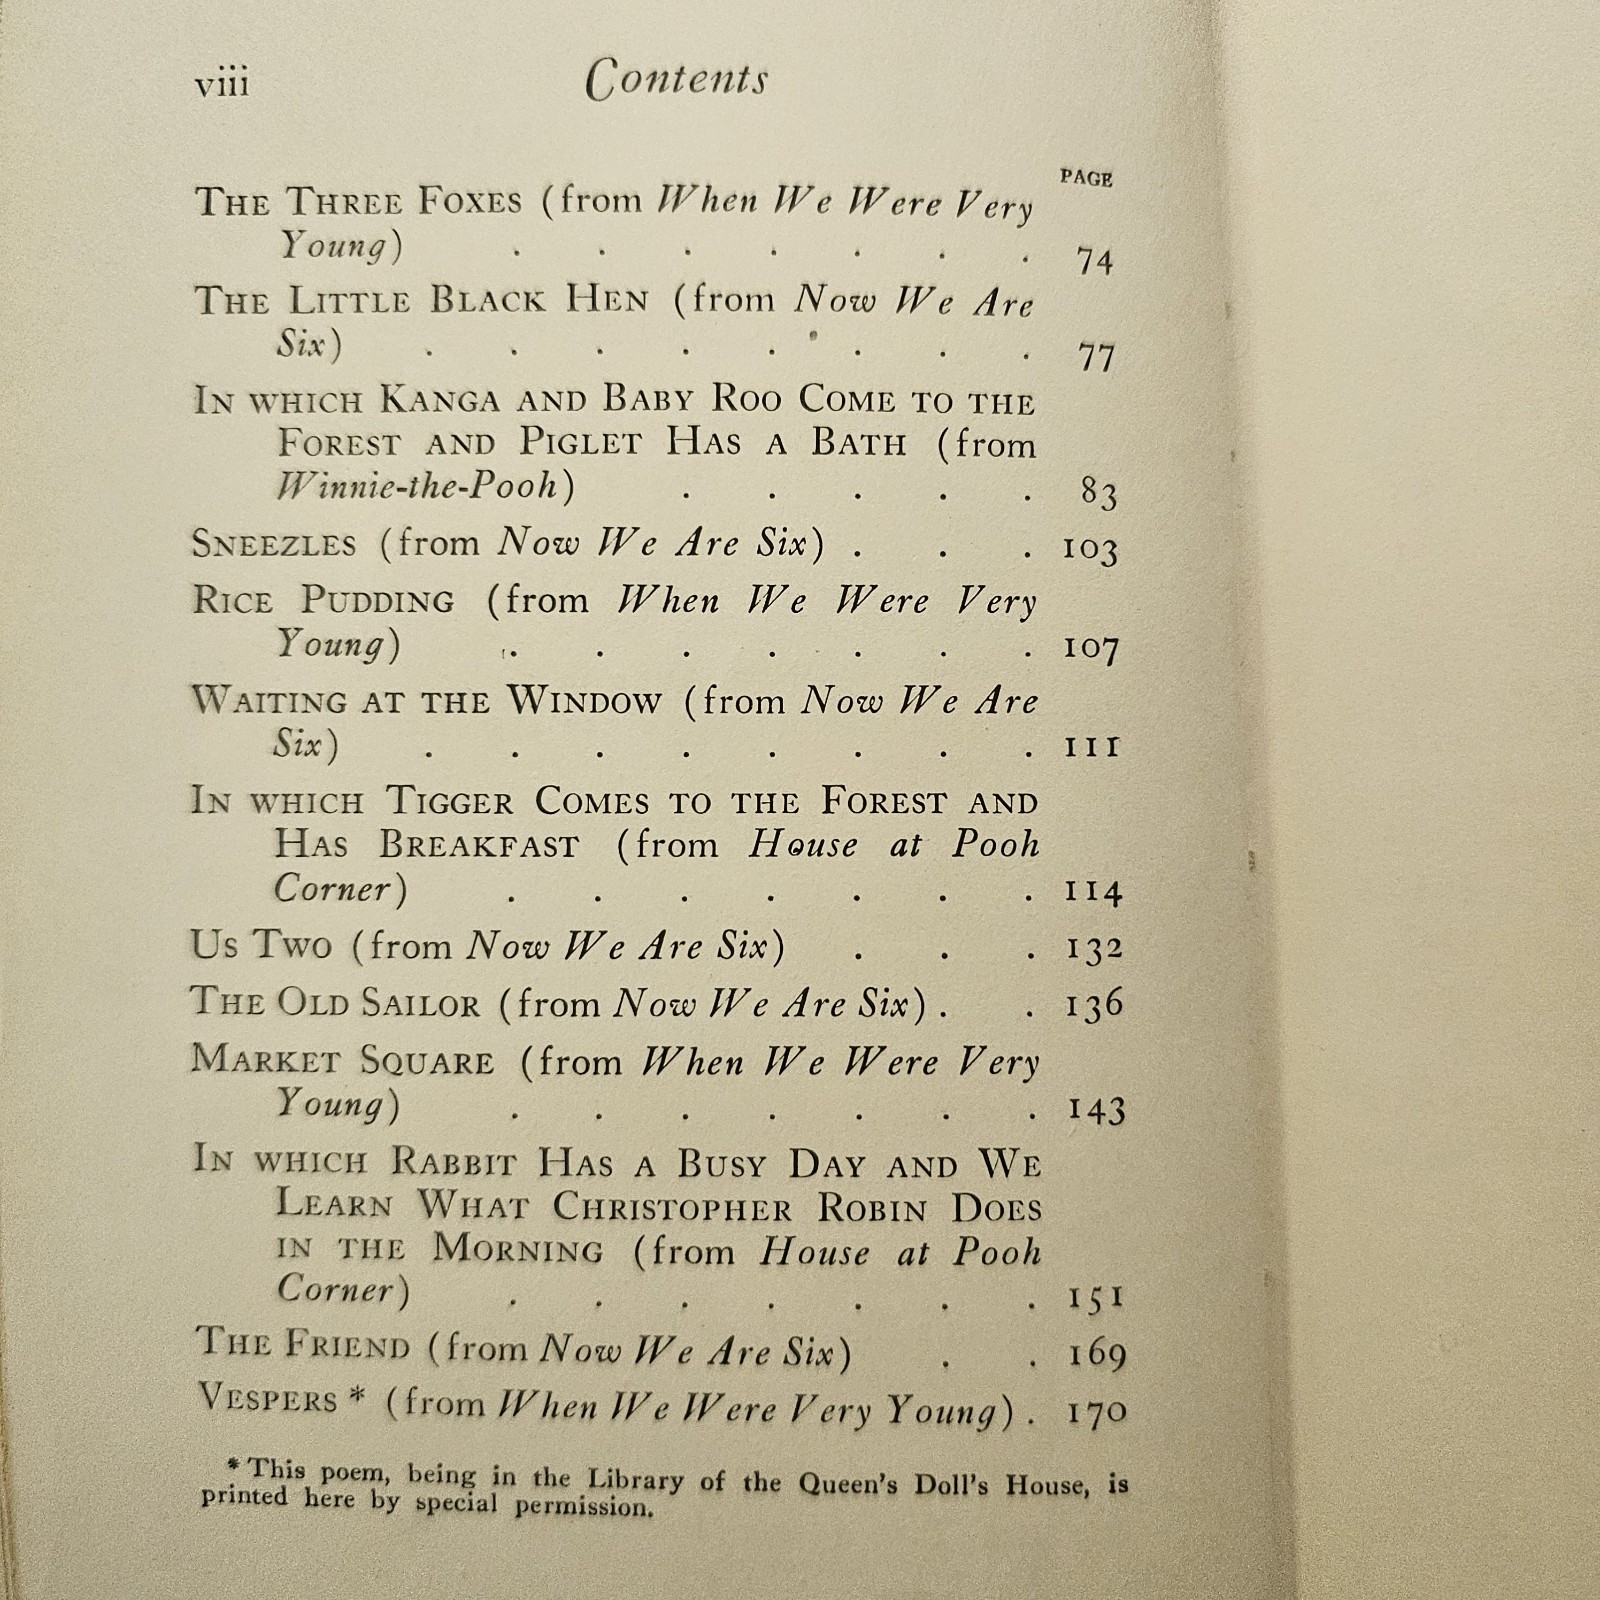 viii Contents
PAGE
THE THREE FOXES (from When We Were Very
Young) . . . . . . . 74
THE LITTLE BLACK HEN (from Now We Are
Six) . . . . . . . . 77
IN WHICH KANGA AND BABY ROO COME TO THE
FOREST AND PIGLET HAS A BATH (from
Winnie-the-Pooh) . . . . . 83
SNEEZLES (from Now We Are Six) . . . 103
RICE PUDDING (from When We Were Very
Young) . . . . . . . 107
WAITING AT THE WINDOW (from Now We Are
Six) . . . . . . . . 111
IN WHICH TIGGER COMES TO THE FOREST AND
HAS BREAKFAST (from House at Pooh
Corner) . . . . . . . 114
US TWO (from Now We Are Six) . . . 132
THE OLD SAILOR (from Now We Are Six) . . 136
MARKET SQUARE (from When We Were Very
Young) . . . . . . . 143
IN WHICH RABBIT HAS A BUSY DAY AND WE
LEARN WHAT CHRISTOPHER ROBIN DOES
IN THE MORNING (from House at Pooh
Corner) . . . . . . . 151
THE FRIEND (from Now We Are Six) . . 169
VESPERS * (from When We Were Very Young) . 170
* This poem, being in the Library of the Queen's Doll's House, is
printed here by special permission.